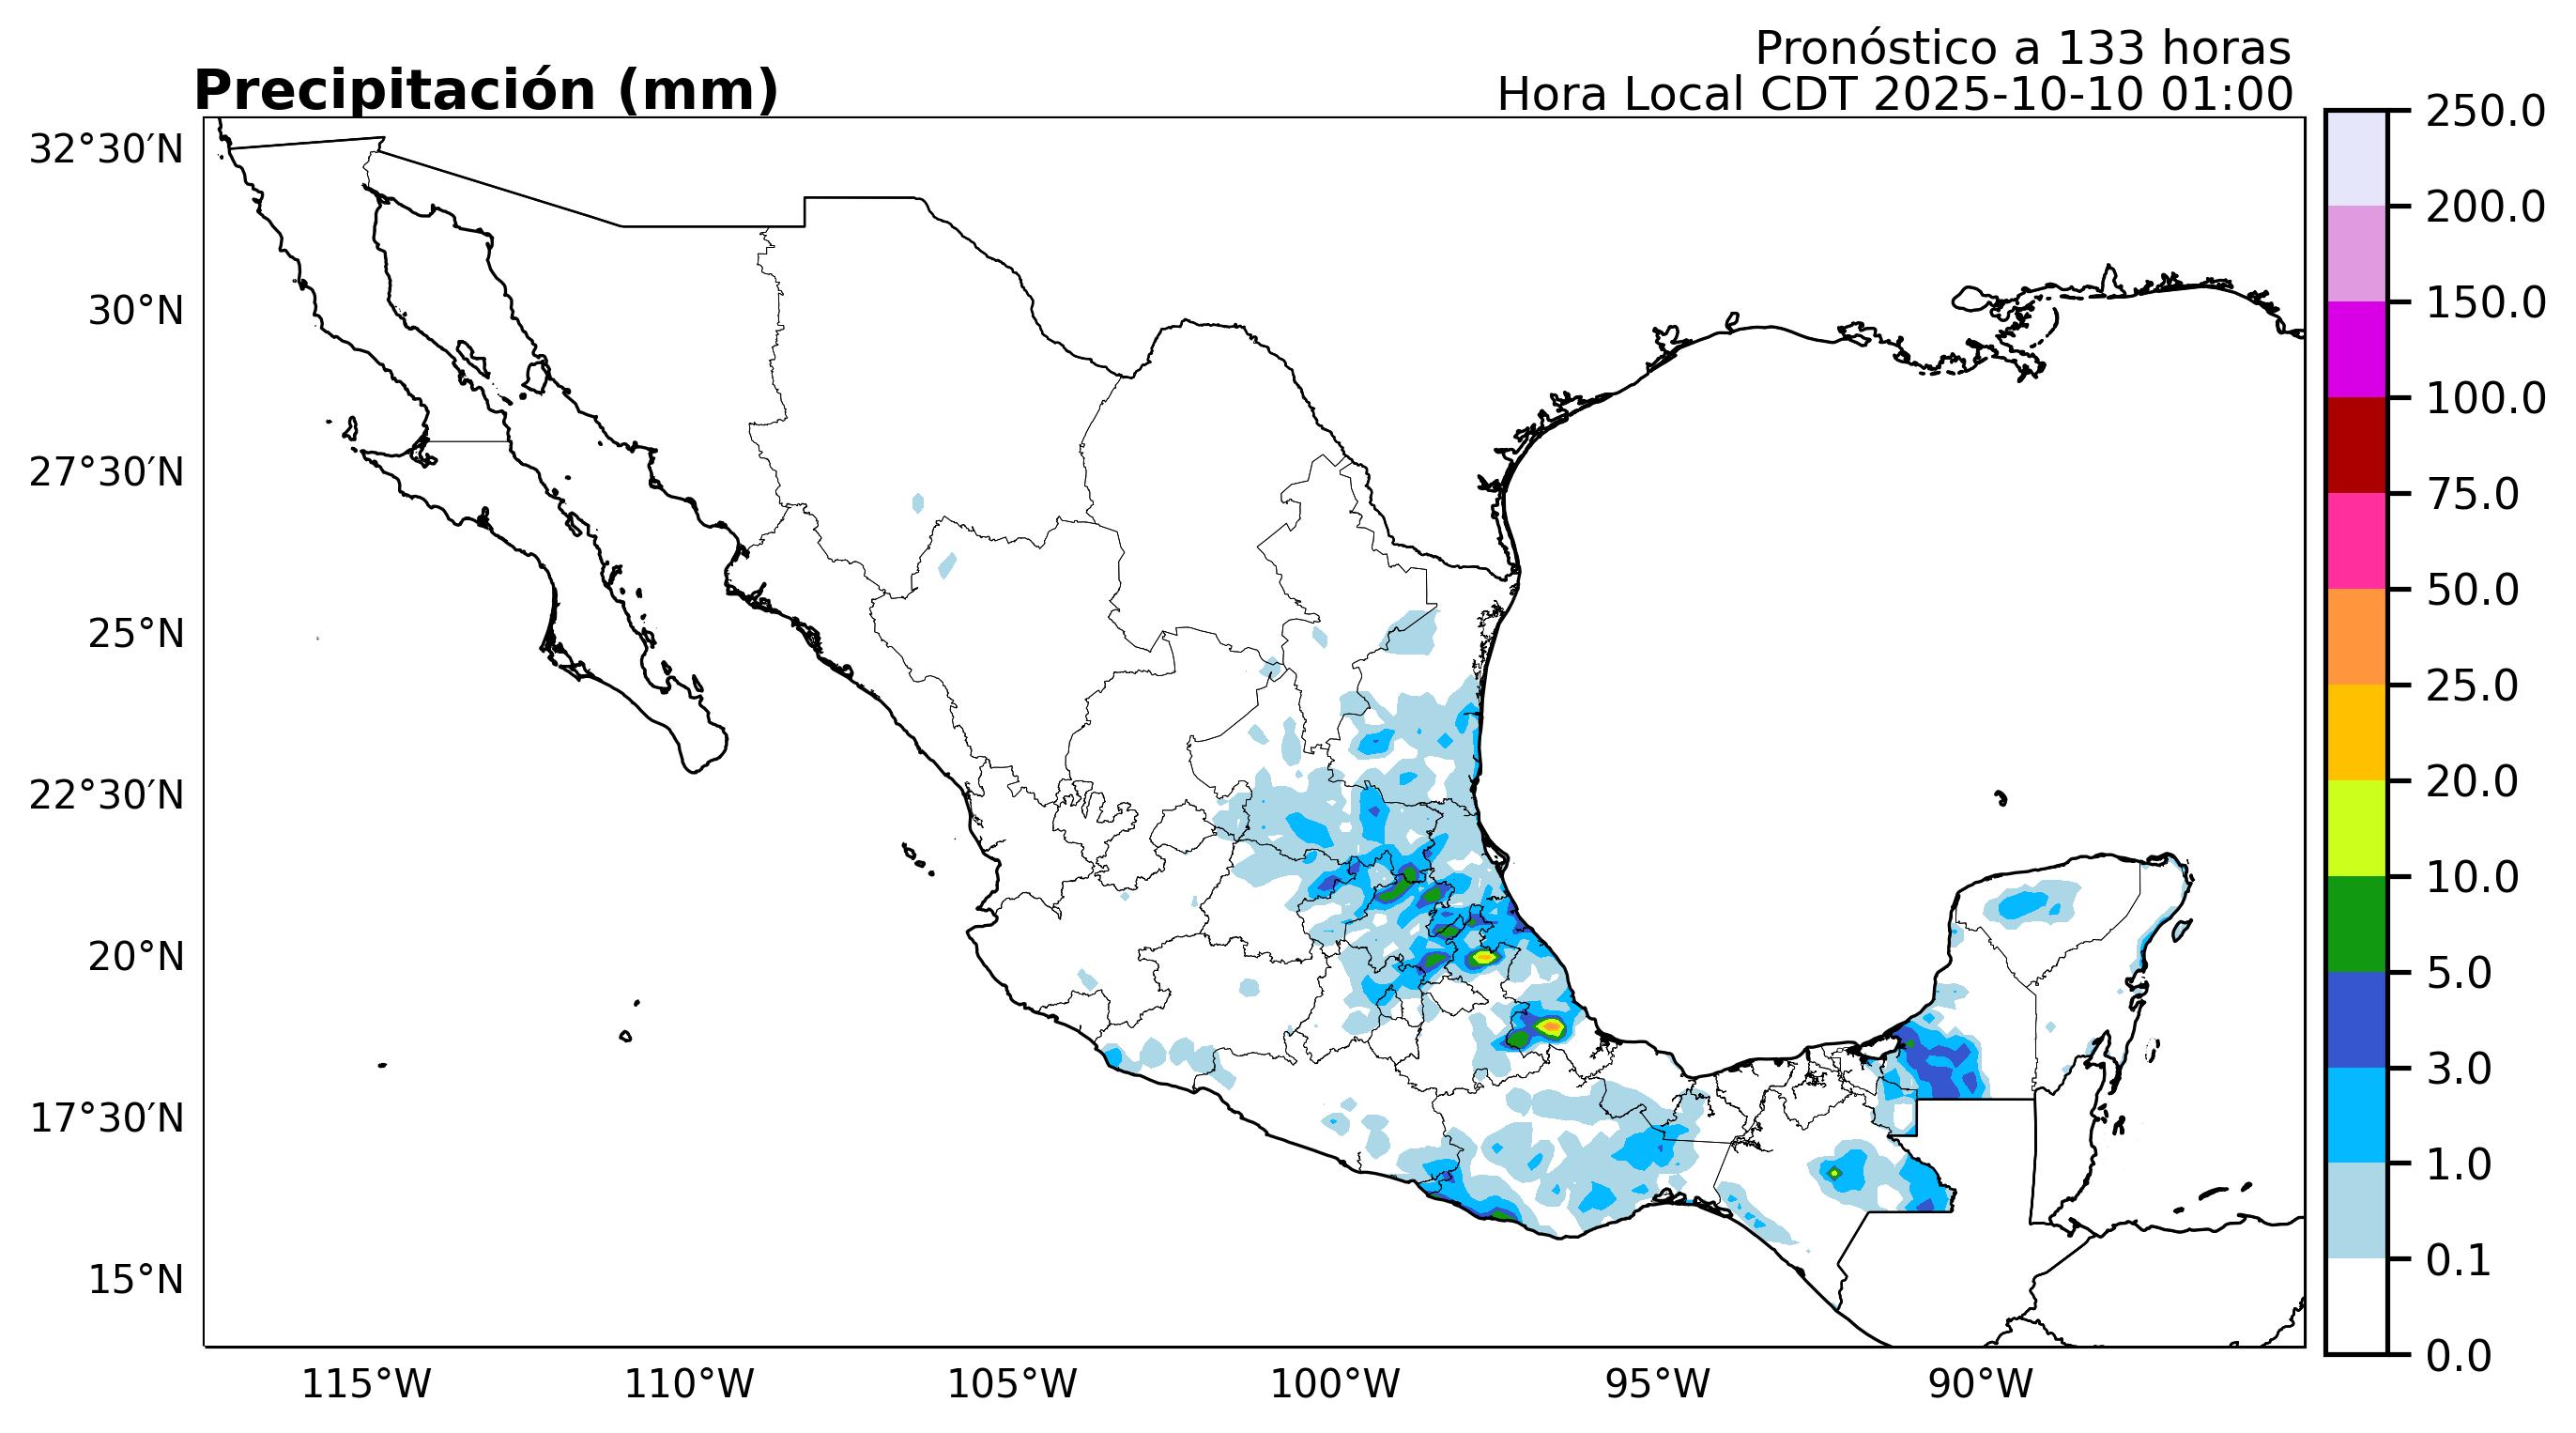 Pronóstico a 133 horas
Precipitación (mm)
Hora Local CDT 2025-10-10 01:00
32°30′N
30°N
27°30′N
25°N
22°30′N
20°N
17°30′N
15°N
115°W
110°W
105°W
100°W
95°W
90°W
250.0
200.0
150.0
100.0
75.0
50.0
25.0
20.0
10.0
5.0
3.0
1.0
0.1
0.0